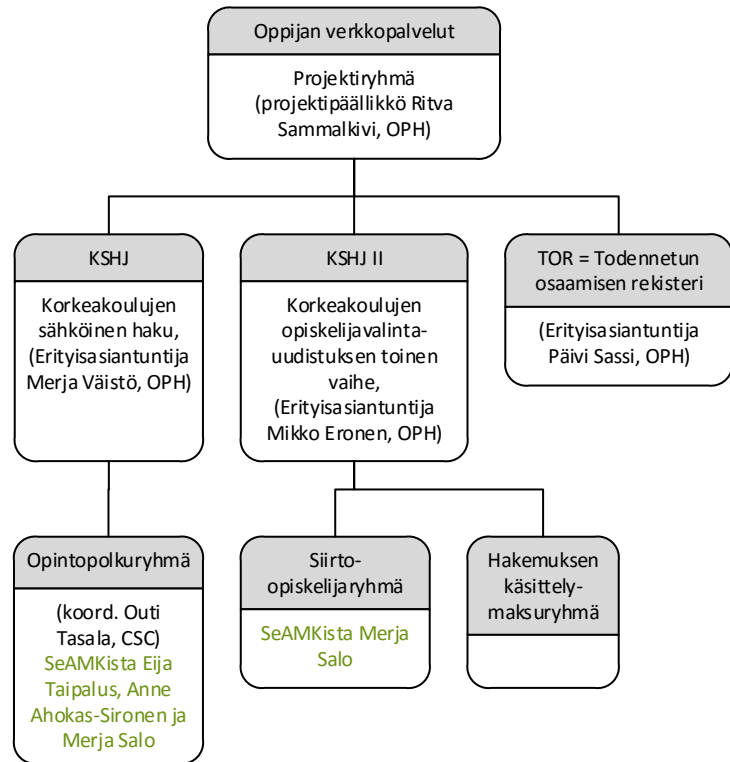 Oppijan verkkopalvelut
Projektiryhmä
(projektipäällikkö Ritva
Sammalkivi, OPH)
KSHJ
Korkeakoulujen
sähköinen haku,
(Erityisasiantuntija
Merja Väistö, OPH)
KSHJ II
Korkeakoulujen
opiskelijavalinta-
uudistuksen toinen
vaihe,
(Erityisasiantuntija
Mikko Eronen, OPH)
TOR = Todennetun
osaamisen rekisteri
(Erityisasiantuntija
Päivi Sassi, OPH)
Opintopolkuryhmä
(koord. Outi
Tasala, CSC)
SeAMKista Eija
Taipalus, Anne
Ahokas-Sironen ja
Merja Salo
Siirto-
opiskelijaryhmä
SeAMKista Merja
Salo
Hakemuksen
käsittely-
maksuryhmä